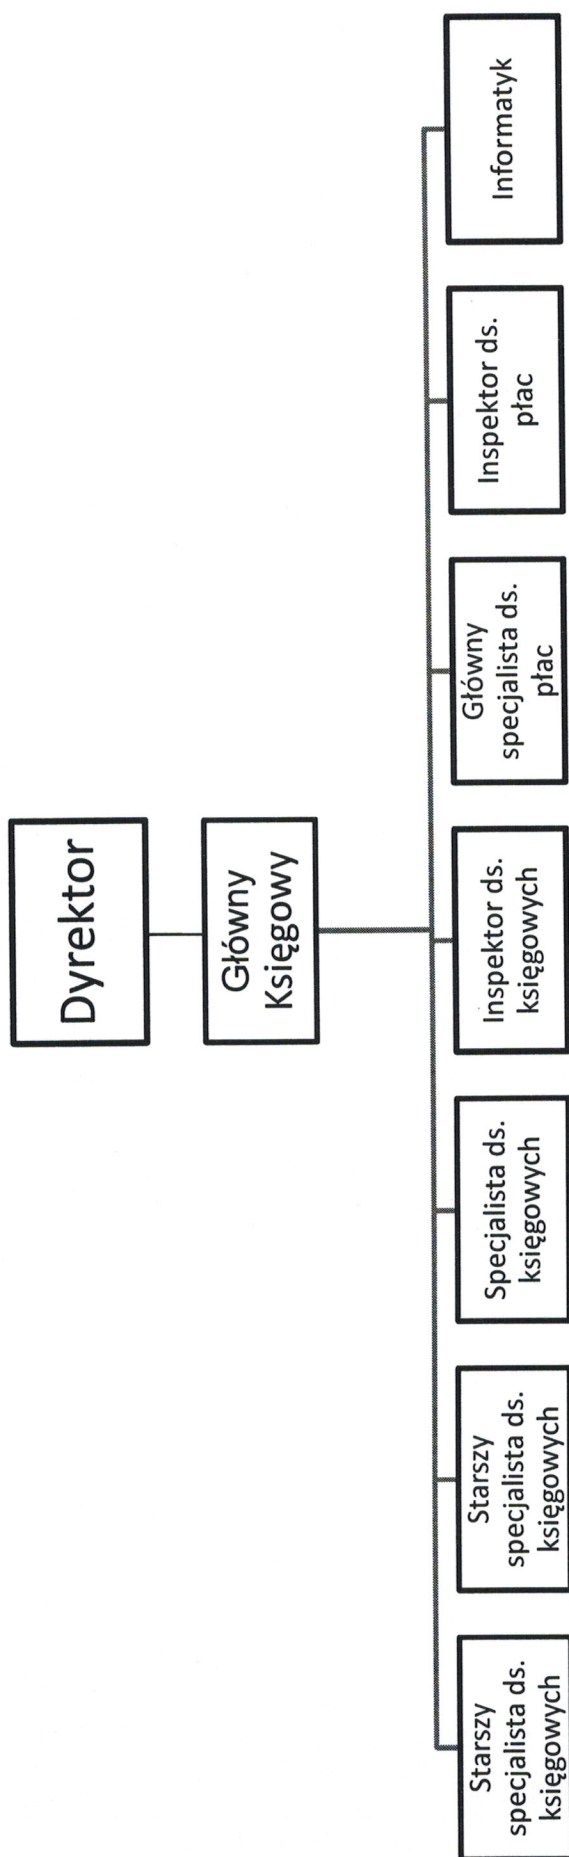 Dyrektor
Główny
Księgowy
Starszy
specjalista ds.
księgowych
Starszy
specjalista ds.
księgowych
Specjalista ds.
księgowych
Inspektor ds.
księgowych
Główny
specjalista ds.
płac
Inspektor ds.
płac
Informatyk